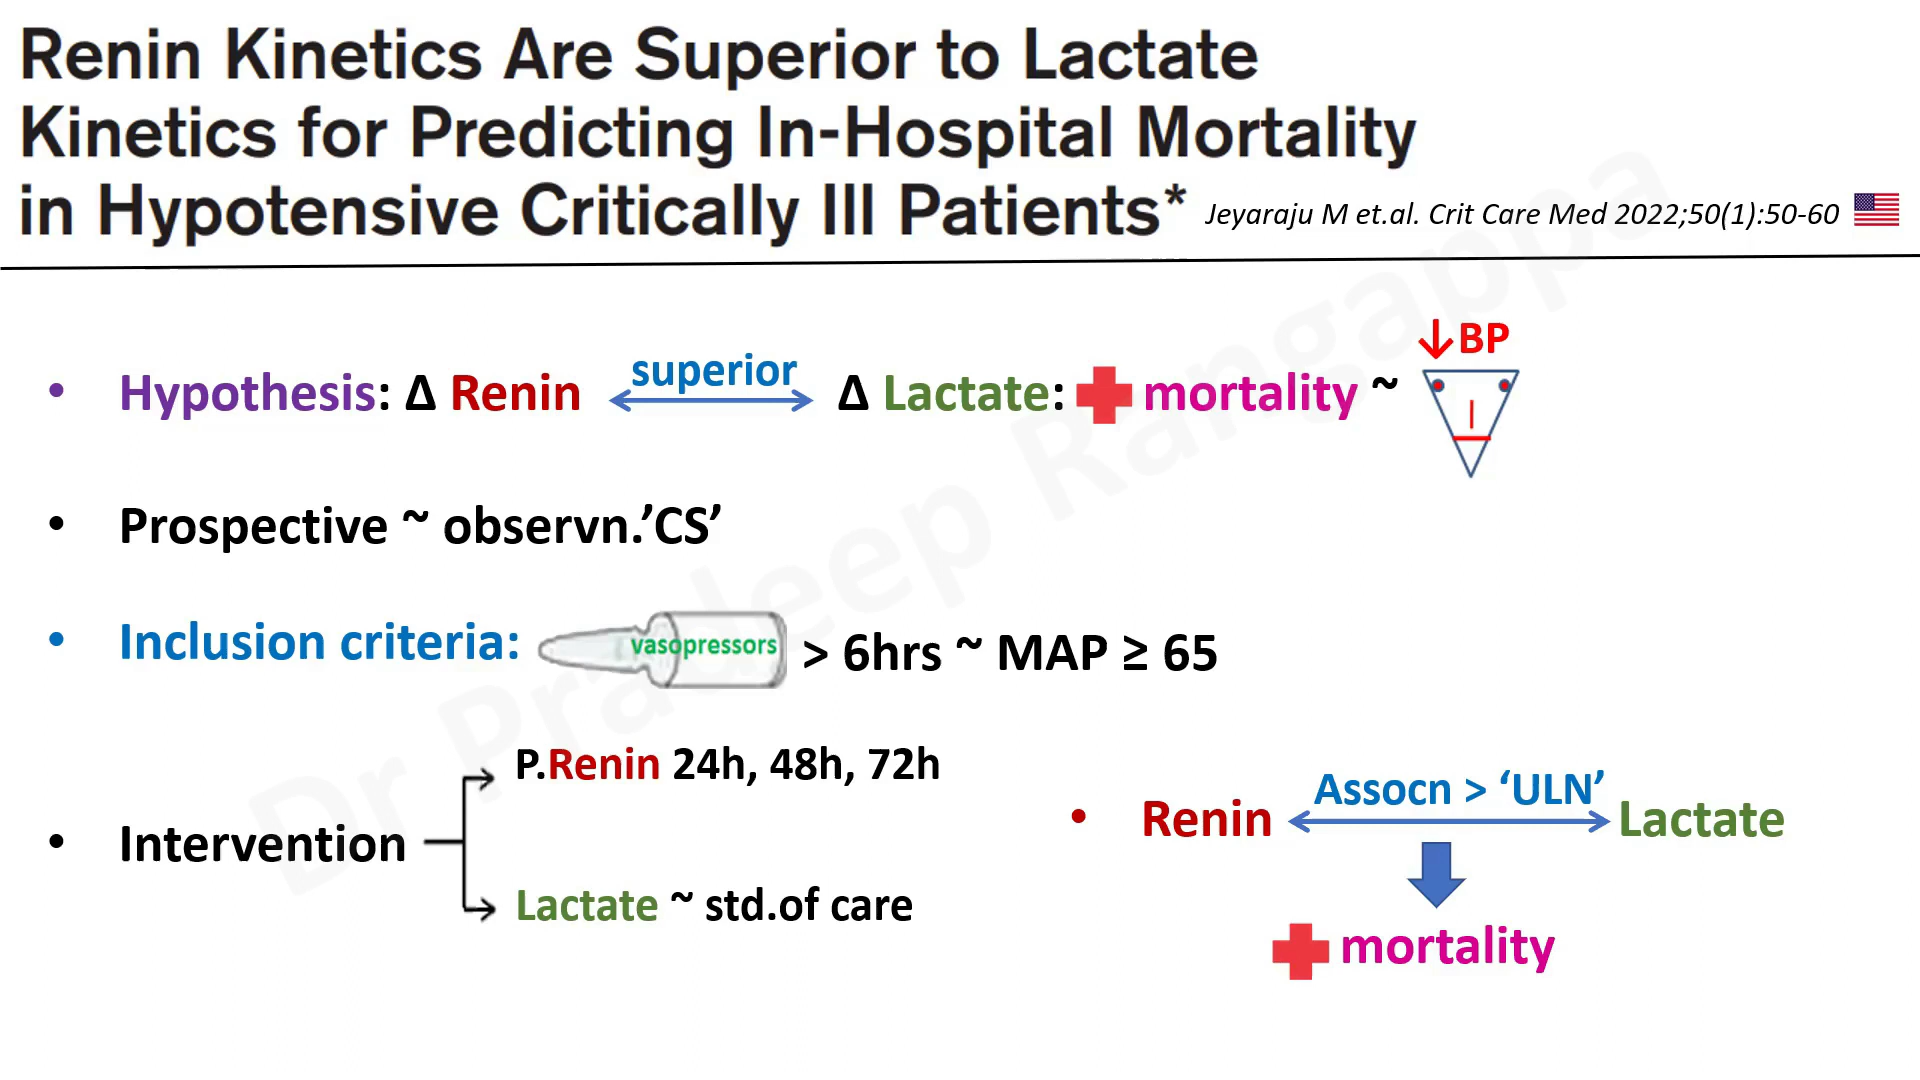 Renin Kinetics Are Superior to Lactate
Kinetics for Predicting In-Hospital Mortality
in Hypotensive Critically Ill Patients* Jeyaraju M et.al. Crit Care Med 2022;50(1):50-60
↓BP
• Hypothesis: Δ Renin superior Δ Lactate: mortality ~
• Prospective ~ observn.’CS’
• Inclusion criteria: vasopressors > 6hrs ~ MAP ≥ 65
• Intervention
P.Renin 24h, 48h, 72h
Lactate ~ std.of care
• Renin Assocn > ‘ULN’ Lactate
mortality
Dr Pradeep Rangappa